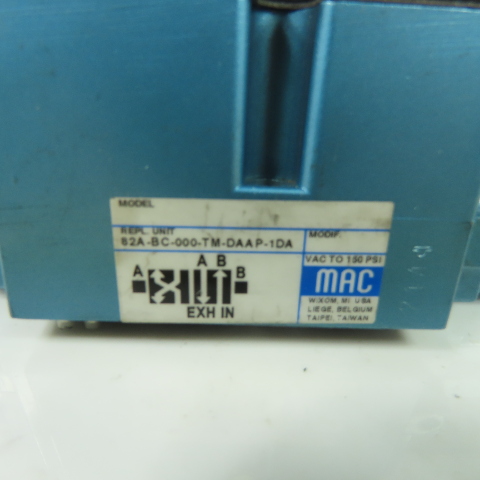 MODEL
REPL. UNIT
MODIF.
82A-BC-000-TM-DAAP-1DA
VAC TO 150 PSI
A B
A B
MAC
EXH IN
WIXOM, MI. USA
LIEGE, BELGIUM
TAIPEI, TAIWAN